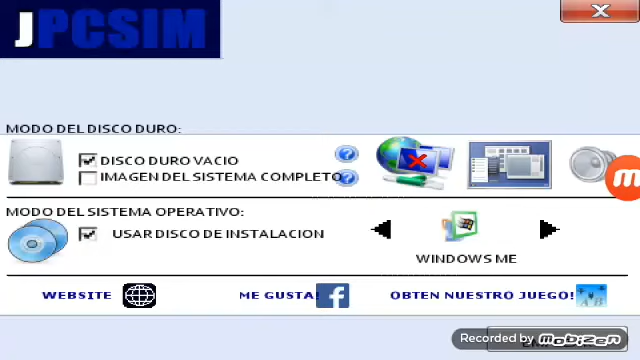 JPCSIM
MODO DEL DISCO DURO:
DISCO DURO VACIO
IMAGEN DEL SISTEMA COMPLETO
MODO DEL SISTEMA OPERATIVO:
USAR DISCO DE INSTALACION
WINDOWS ME
WEBSITE
ME GUSTA!
OBTEN NUESTRO JUEGO!
Recorded by mobizen